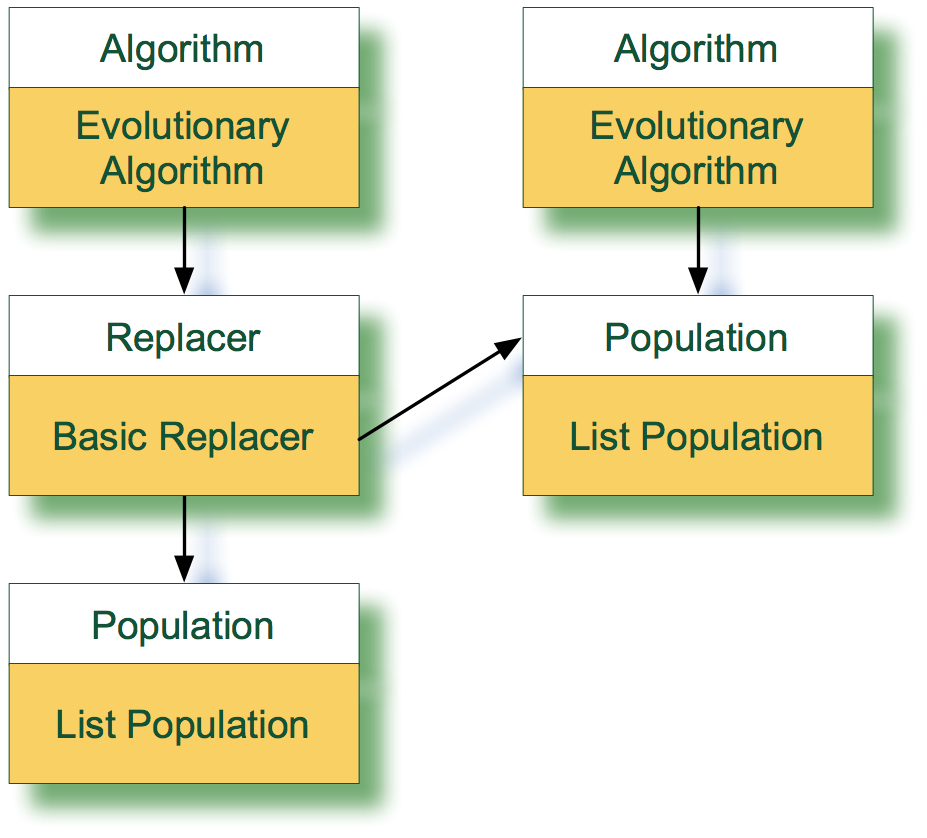 Algorithm
Evolutionary
Algorithm
Replacer
Basic Replacer
Population
List Population
Algorithm
Evolutionary
Algorithm
Population
List Population